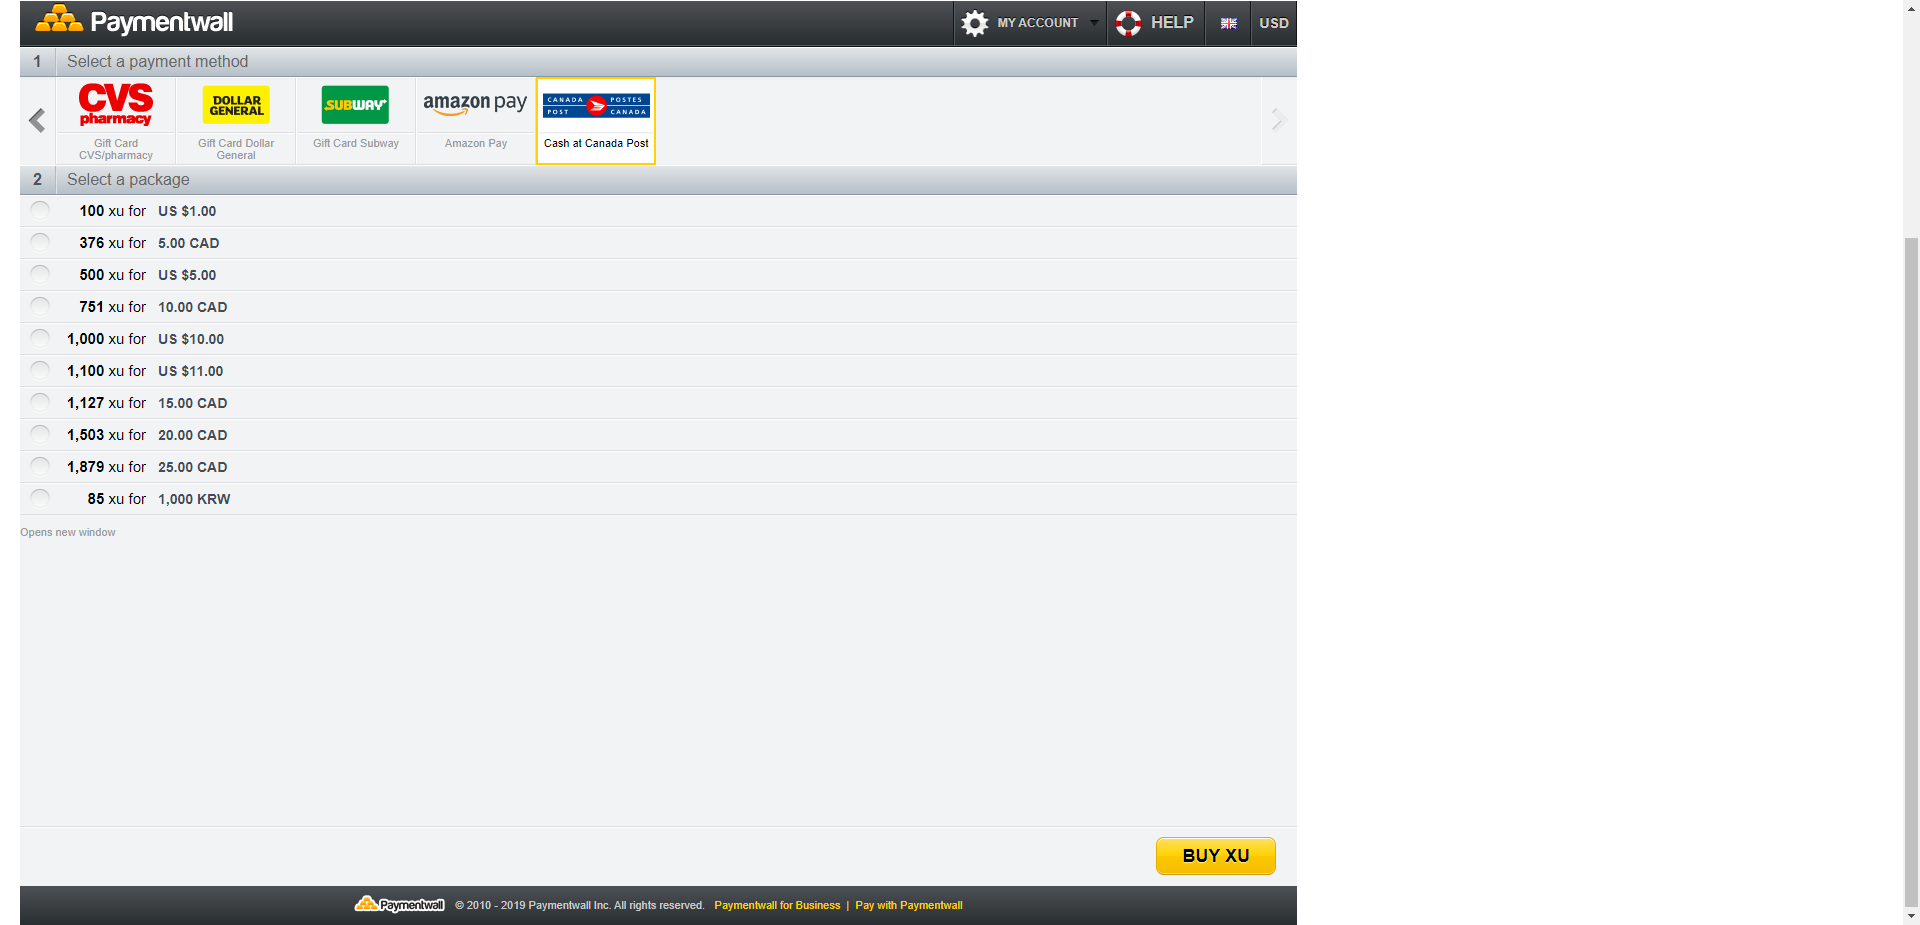 Paymentwall
MY ACCOUNT
HELP
USD
1 Select a payment method
CVS
pharmacy
DOLLAR
GENERAL
SUBWAY
amazon pay
CANADA POSTES
POST CANADA
Gift Card
CVS/pharmacy
Gift Card Dollar
General
Gift Card Subway
Amazon Pay
Cash at Canada Post
2 Select a package
100 xu for US $1.00
376 xu for 5.00 CAD
500 xu for US $5.00
751 xu for 10.00 CAD
1,000 xu for US $10.00
1,100 xu for US $11.00
1,127 xu for 15.00 CAD
1,503 xu for 20.00 CAD
1,879 xu for 25.00 CAD
85 xu for 1,000 KRW
Opens new window
BUY XU
Paymentwall © 2010 - 2019 Paymentwall Inc. All rights reserved. Paymentwall for Business | Pay with Paymentwall